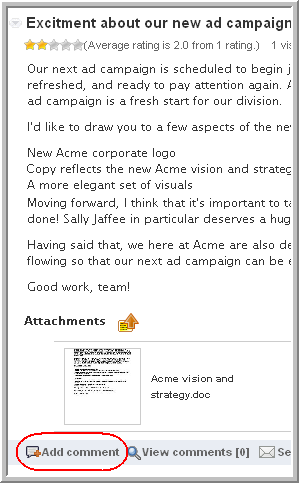 Excitment about our new ad campaign
(Average rating is 2.0 from 1 rating.) 1 vis
Our next ad campaign is scheduled to begin j
refreshed, and ready to pay attention again. A
ad campaign is a fresh start for our division.
I'd like to draw you to a few aspects of the new
New Acme corporate logo
Copy reflects the new Acme vision and strateg
A more elegant set of visuals
Moving forward, I think that it's important to ta
done! Sally Jaffee in particular deserves a hug
Having said that, we here at Acme are also de
flowing so that our next ad campaign can be e
Good work, team!
Attachments
Acme vision and
strategy.doc
Add comment View comments [0] Se